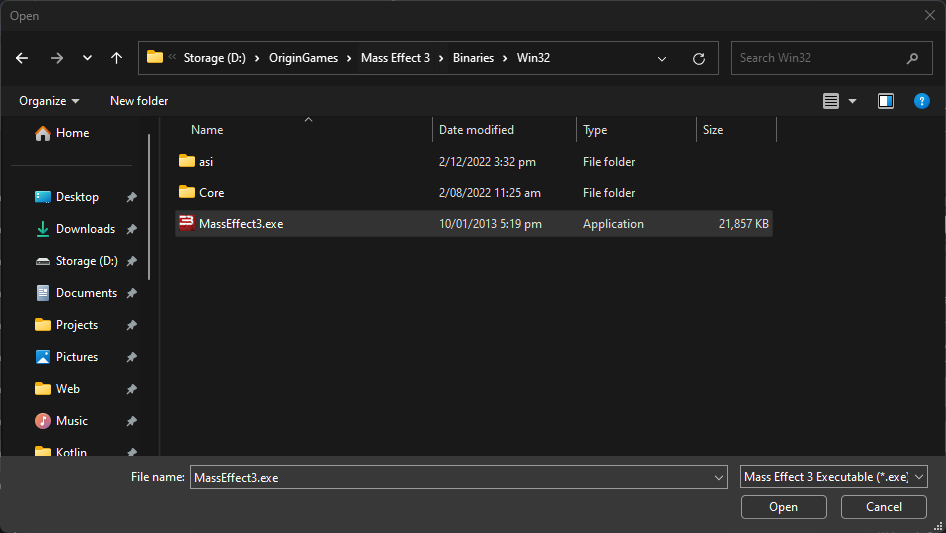 Open
Storage (D:) > OriginGames > Mass Effect 3 > Binaries > Win32
Search Win32
Organize New folder
Name Date modified Type Size
Home
asi 2/12/2022 3:32 pm File folder
Core 2/08/2022 11:25 am File folder
MassEffect3.exe 10/01/2013 5:19 pm Application 21,857 KB
Desktop
Downloads
Storage (D:)
Documents
Projects
Pictures
Web
Music
Kotlin
File name: MassEffect3.exe Mass Effect 3 Executable (*.exe)
Open Cancel